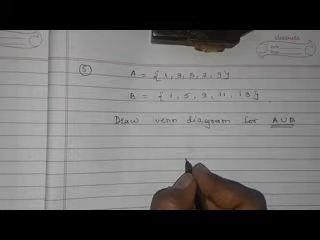 5
A = {1, 3, 5, 7, 9}
B = {1, 5, 9, 11, 13}
Draw venn diagram for A∪B